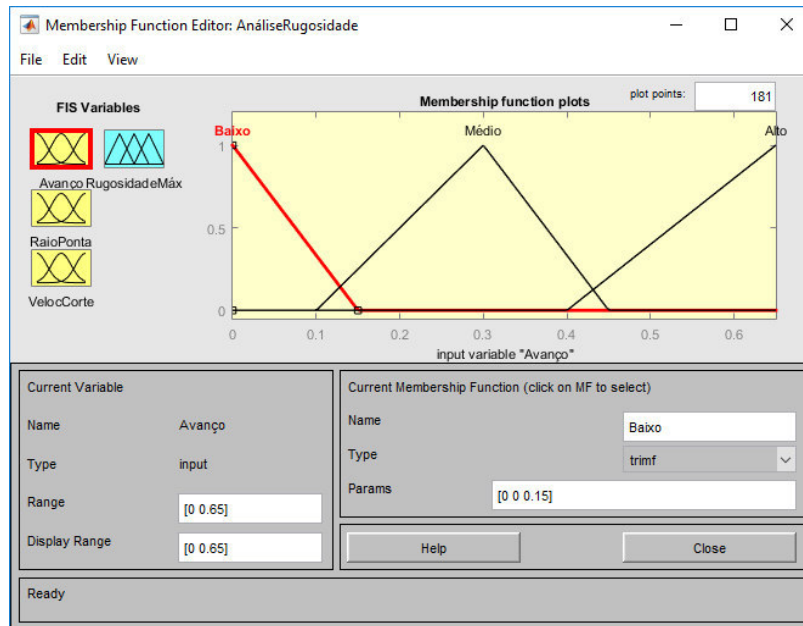 Membership Function Editor: AnáliseRugosidade
File Edit View
FIS Variables
Membership function plots
plot points: 181
Avanço RugosidadeMáx
RaioPonta
VelocCorte
Baixo Médio Alto
1
0.5
0
0 0.1 0.2 0.3 0.4 0.5 0.6
input variable "Avanço"
Current Variable
Name Avanço
Type input
Range [0 0.65]
Display Range [0 0.65]
Current Membership Function (click on MF to select)
Name Baixo
Type trimf
Params [0 0 0.15]
Help Close
Ready